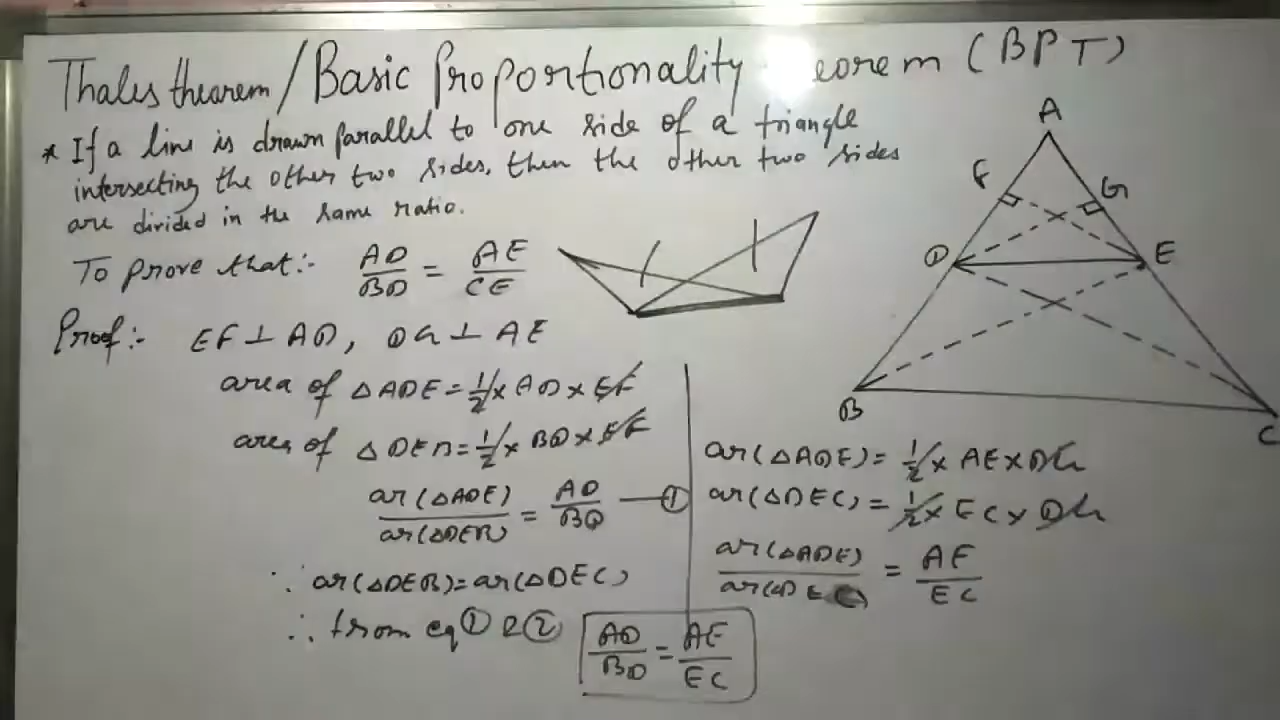 Thales thearem / Basic Proportionality eorem (BPT)
* If a line is drawn parallel to one side of a triangle
intersecting the other two sides, then the other two sides
are divided in the same ratio.
To prove that:- AD/BD = AE/CE
Proof:- EF ⊥ AD, DG ⊥ AE
area of △ADE = 1/2 × AD × EF
area of △DEB = 1/2 × BD × EF
ar(△ADE)/ar(△DEB) = AD/BD — ①
∵ ar(△DEB) = ar(△DEC)
∴ from eq ① & ②
AD/BD = AE/EC
ar(△ADE) = 1/2 × AE × DG
ar(△DEC) = 1/2 × EC × DG
ar(△ADE)/ar(△DEC) = AE/EC
A
F
G
D
E
B
C